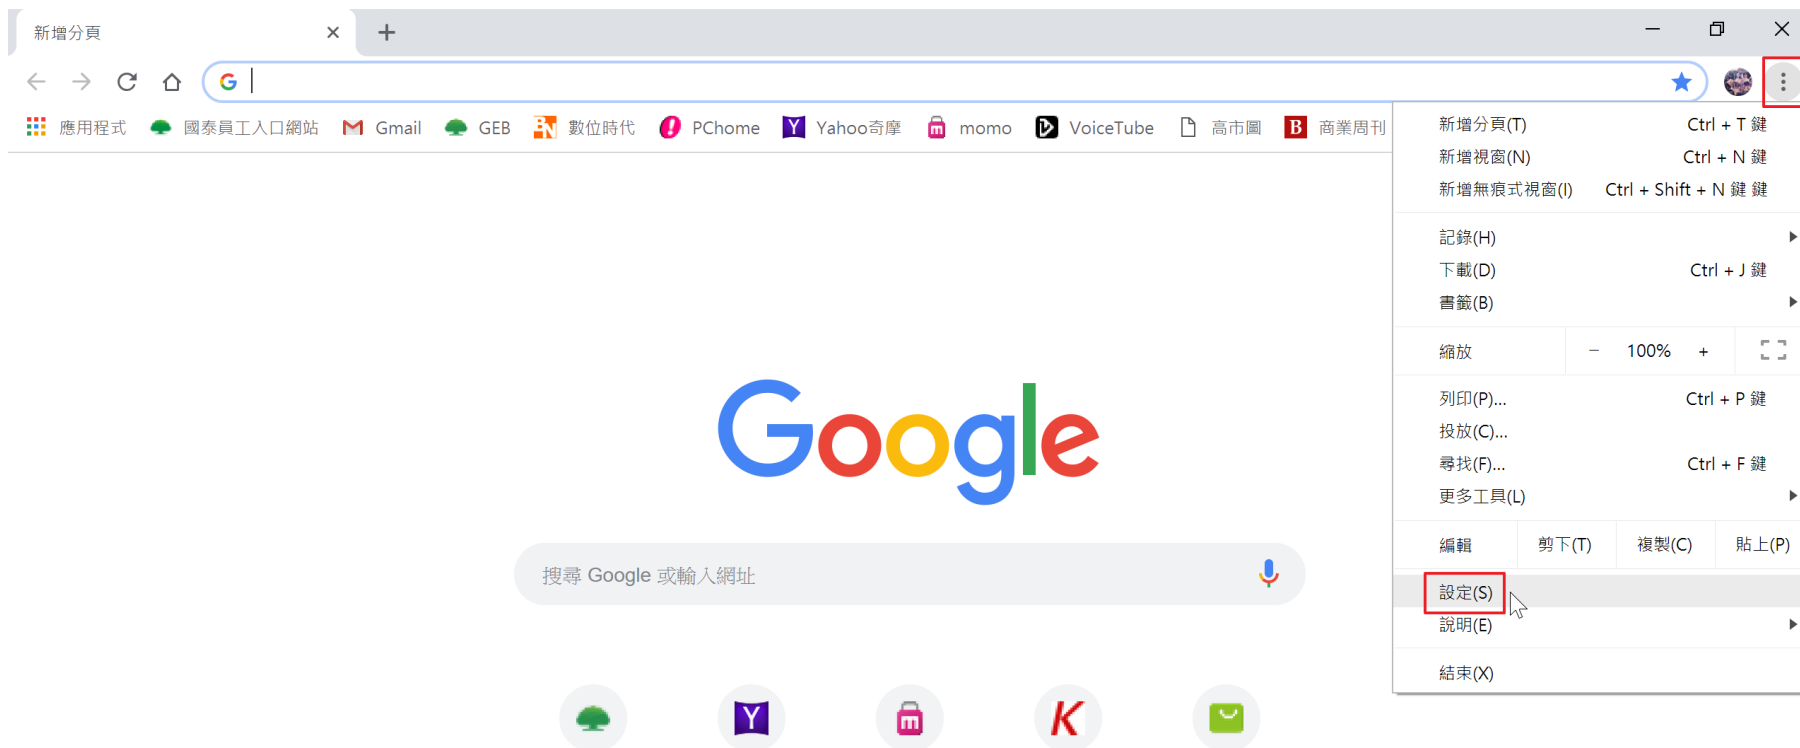 新增分頁
應用程式 國泰員工入口網站 Gmail GEB 數位時代 PChome Yahoo奇摩 momo VoiceTube 高市圖 商業周刊
新增分頁(T) Ctrl + T 鍵
新增視窗(N) Ctrl + N 鍵
新增無痕式視窗(I) Ctrl + Shift + N 鍵 鍵
記錄(H)
下載(D) Ctrl + J 鍵
書籤(B)
縮放 − 100% +
列印(P)... Ctrl + P 鍵
投放(C)...
尋找(F)... Ctrl + F 鍵
更多工具(L)
編輯 剪下(T) 複製(C) 貼上(P)
設定(S)
說明(E)
結束(X)
Google
搜尋 Google 或輸入網址